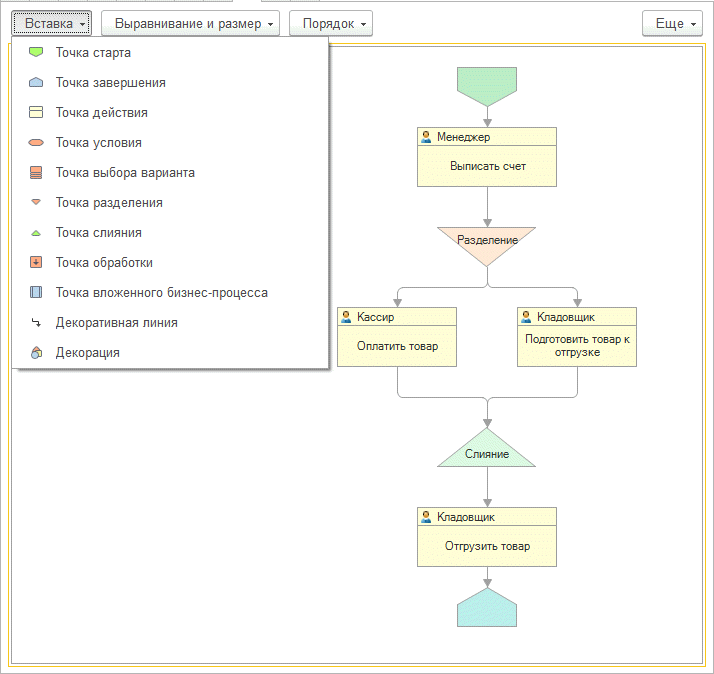 Вставка
Выравнивание и размер
Порядок
Еще
Точка старта
Точка завершения
Точка действия
Точка условия
Точка выбора варианта
Точка разделения
Точка слияния
Точка обработки
Точка вложенного бизнес-процесса
Декоративная линия
Декорация
Менеджер
Выписать счет
Разделение
Кассир
Оплатить товар
Кладовщик
Подготовить товар к
отгрузке
Слияние
Кладовщик
Отгрузить товар